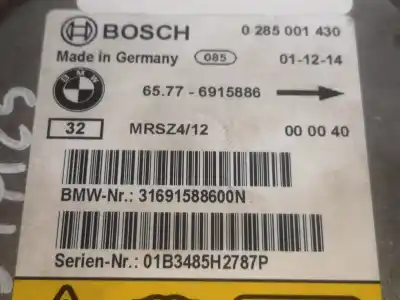 BOSCH 0 285 001 430
Made in Germany 085 01-12-14
BMW 65.77 - 6915886
32 MRSZ4/12 00 00 40
BMW-Nr.: 31691588600N
Serien-Nr: 01B3485H2787P